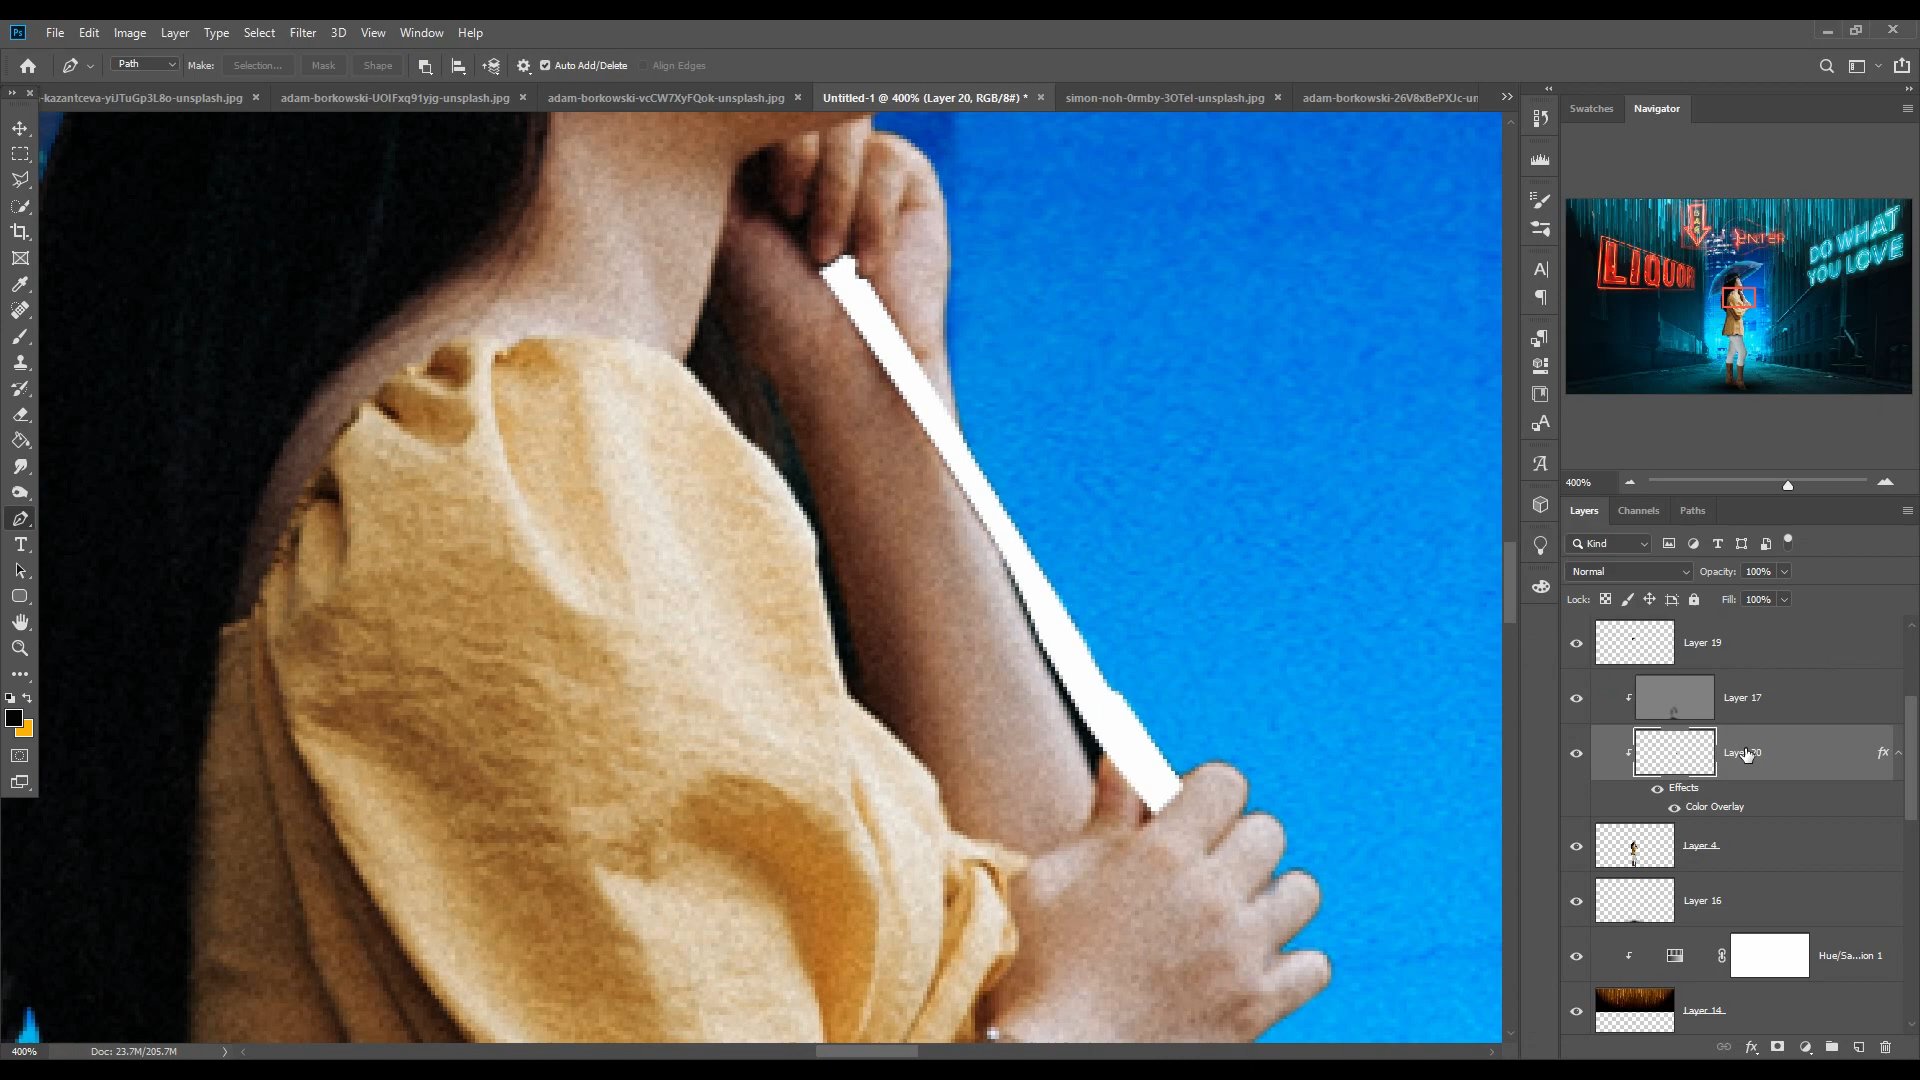 Ps File Edit Image Layer Type Select Filter 3D View Window Help
Path Make: Selection... Mask Shape Auto Add/Delete Align Edges
-kazantceva-yiJTuGp3L8o-unsplash.jpg × adam-borkowski-UOIFxq91yjg-unsplash.jpg × adam-borkowski-vcCW7XyFQok-unsplash.jpg × Untitled-1 @ 400% (Layer 20, RGB/8#) * × simon-noh-0rmby-3OTeI-unsplash.jpg × adam-borkowski-26V8xBePXJc-un
Swatches Navigator
BAR
ENTER
LIQUOR
DO WHAT
YOU LOVE
400%
Layers Channels Paths
Kind
Normal Opacity: 100%
Lock: Fill: 100%
Layer 19
Layer 17
Layer 20 fx
Effects
Color Overlay
Layer 4
Layer 16
Hue/Sa...ion 1
Layer 14
400% Doc: 23.7M/205.7M
fx